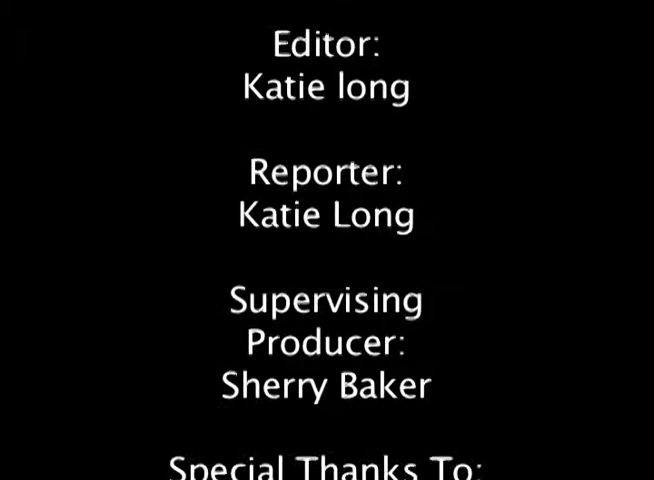 Editor:
Katie long
Reporter:
Katie Long
Supervising
Producer:
Sherry Baker
Special Thanks To: